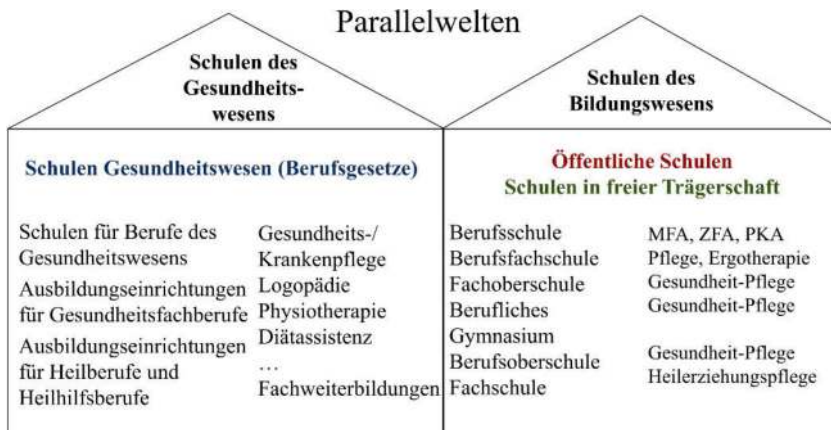 Parallelwelten
Schulen des
Gesundheits-
wesens
Schulen des
Bildungswesens
Schulen Gesundheitswesen (Berufsgesetze)
Schulen für Berufe des
Gesundheitswesens
Ausbildungseinrichtungen
für Gesundheitsfachberufe
Ausbildungseinrichtungen
für Heilberufe und
Heilhilfsberufe
Gesundheits-/
Krankenpflege
Logopädie
Physiotherapie
Diätassistenz
…
Fachweiterbildungen
Öffentliche Schulen
Schulen in freier Trägerschaft
Berufsschule
Berufsfachschule
Fachoberschule
Berufliches
Gymnasium
Berufsoberschule
Fachschule
MFA, ZFA, PKA
Pflege, Ergotherapie
Gesundheit-Pflege
Gesundheit-Pflege
Gesundheit-Pflege
Heilerziehungspflege